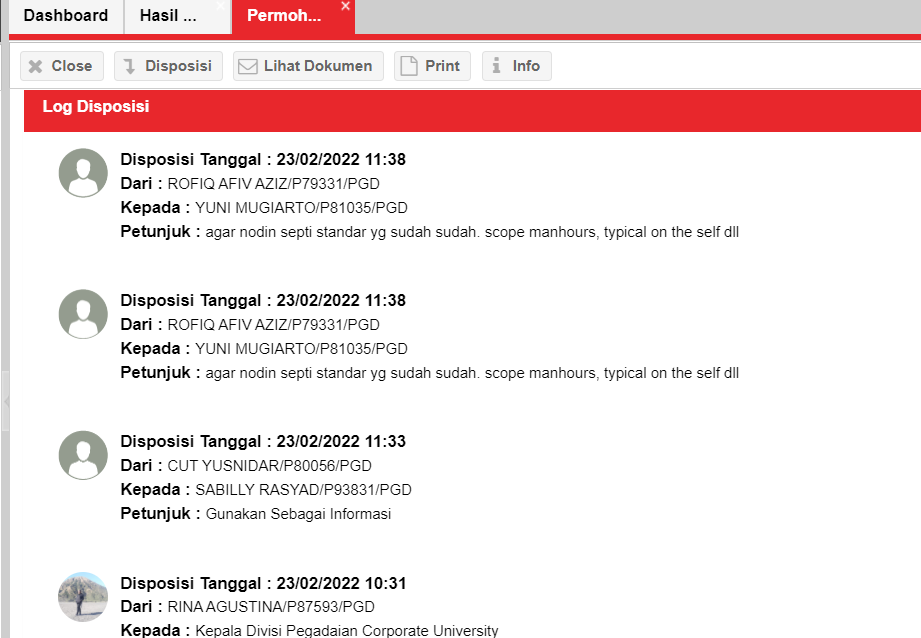 Dashboard
Hasil ...
Permoh...
Close
Disposisi
Lihat Dokumen
Print
Info
Log Disposisi
Disposisi Tanggal : 23/02/2022 11:38
Dari : ROFIQ AFIV AZIZ/P79331/PGD
Kepada : YUNI MUGIARTO/P81035/PGD
Petunjuk : agar nodin septi standar yg sudah sudah. scope manhours, typical on the self dll
Disposisi Tanggal : 23/02/2022 11:38
Dari : ROFIQ AFIV AZIZ/P79331/PGD
Kepada : YUNI MUGIARTO/P81035/PGD
Petunjuk : agar nodin septi standar yg sudah sudah. scope manhours, typical on the self dll
Disposisi Tanggal : 23/02/2022 11:33
Dari : CUT YUSNIDAR/P80056/PGD
Kepada : SABILLY RASYAD/P93831/PGD
Petunjuk : Gunakan Sebagai Informasi
Disposisi Tanggal : 23/02/2022 10:31
Dari : RINA AGUSTINA/P87593/PGD
Kepada : Kepala Divisi Pegadaian Corporate University